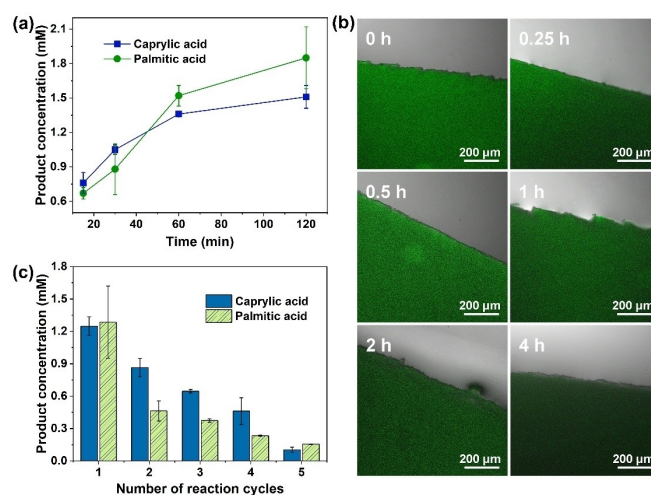 (a)
2.1
1.8
1.5
1.2
0.9
0.6
Product concentration (mM)
Caprylic acid
Palmitic acid
20 40 60 80 100 120
Time (min)
(b)
0 h
200 μm
0.25 h
200 μm
0.5 h
200 μm
1 h
200 μm
2 h
200 μm
4 h
200 μm
(c)
1.8
1.5
1.2
0.9
0.6
0.3
0.0
Product concentration (mM)
Caprylic acid
Palmitic acid
1 2 3 4 5
Number of reaction cycles